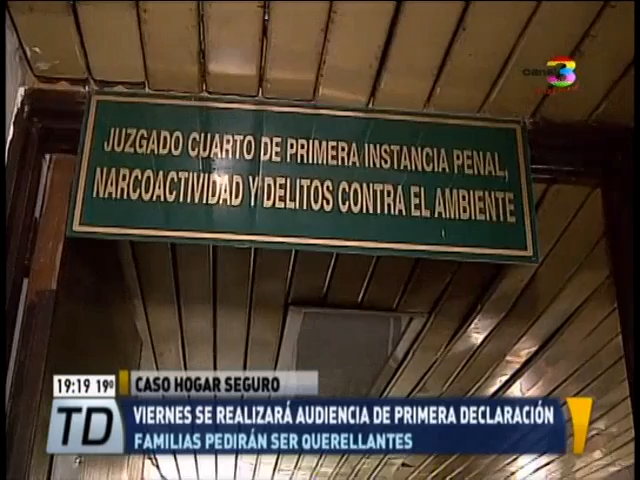 canal 3
JUZGADO CUARTO DE PRIMERA INSTANCIA PENAL,
NARCOACTIVIDAD Y DELITOS CONTRA EL AMBIENTE
19:19 19º
CASO HOGAR SEGURO
TD
VIERNES SE REALIZARÁ AUDIENCIA DE PRIMERA DECLARACIÓN
FAMILIAS PEDIRÁN SER QUERELLANTES